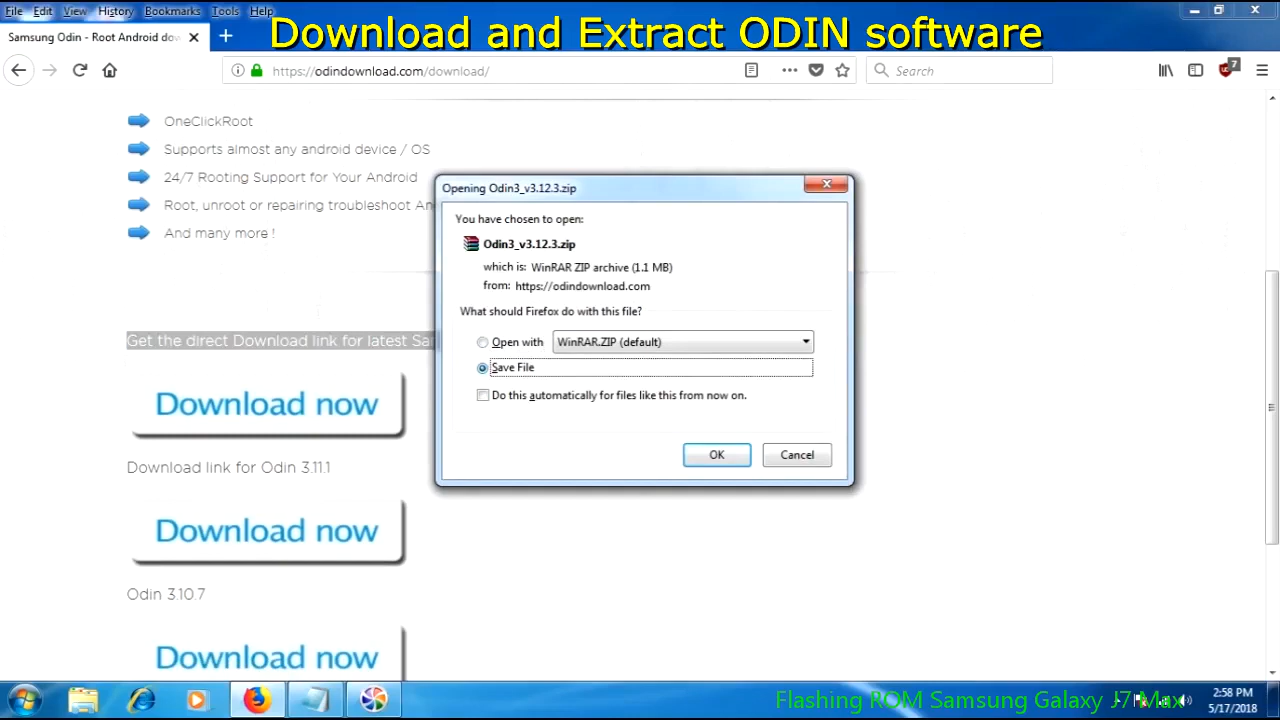 File Edit View History Bookmarks Tools Help
Download and Extract ODIN software
Samsung Odin - Root Android dow
https://odindownload.com/download/
Search
7
OneClickRoot
Supports almost any android device / OS
24/7 Rooting Support for Your Android
Root, unroot or repairing troubleshoot An
And many more !
Opening Odin3_v3.12.3.zip
You have chosen to open:
Odin3_v3.12.3.zip
which is: WinRAR ZIP archive (1.1 MB)
from: https://odindownload.com
What should Firefox do with this file?
Open with WinRAR.ZIP (default)
Save File
Do this automatically for files like this from now on.
OK Cancel
Get the direct Download link for latest Sa
Download now
Download link for Odin 3.11.1
Download now
Odin 3.10.7
Download now
Flashing ROM Samsung Galaxy J7 Max
2:58 PM
5/17/2018